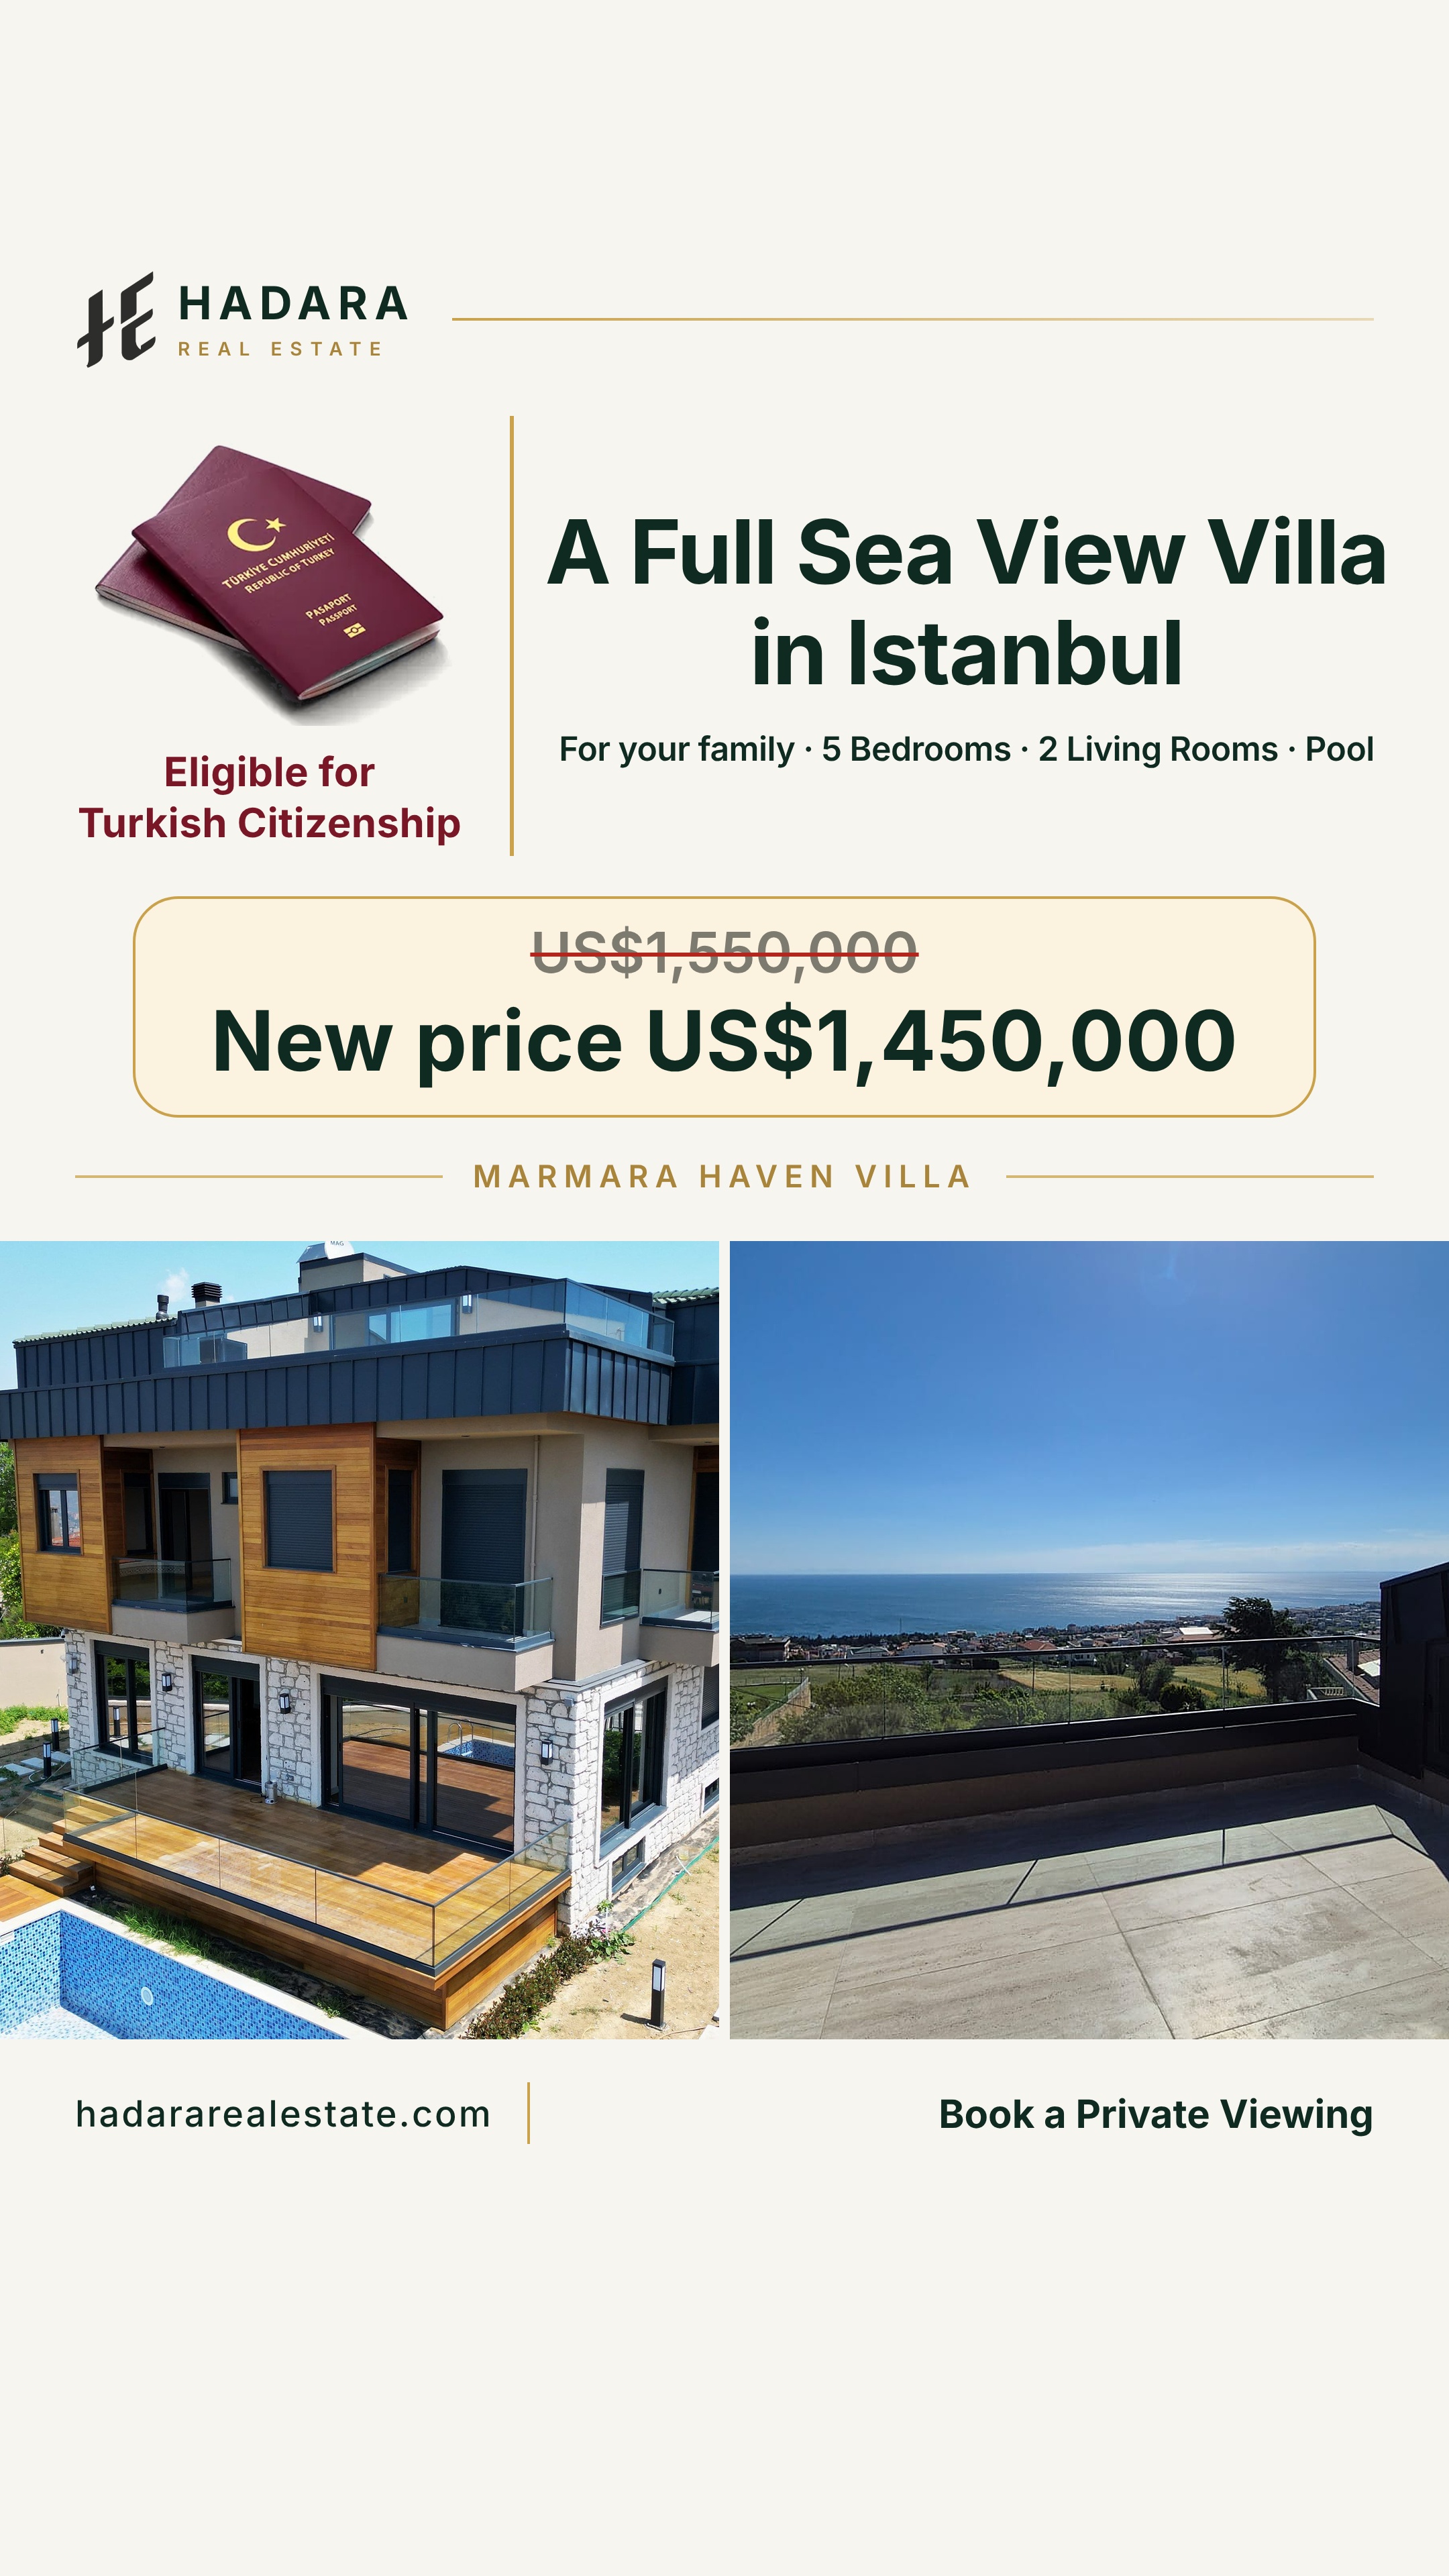 HADARA
REAL ESTATE
TÜRKİYE CUMHURİYETİ
REPUBLIC OF TURKEY
PASAPORT
PASSPORT
Eligible for
Turkish Citizenship
A Full Sea View Villa
in Istanbul
For your family · 5 Bedrooms · 2 Living Rooms · Pool
US$1,550,000
New price US$1,450,000
MARMARA HAVEN VILLA
MAG
hadararealestate.com
Book a Private Viewing